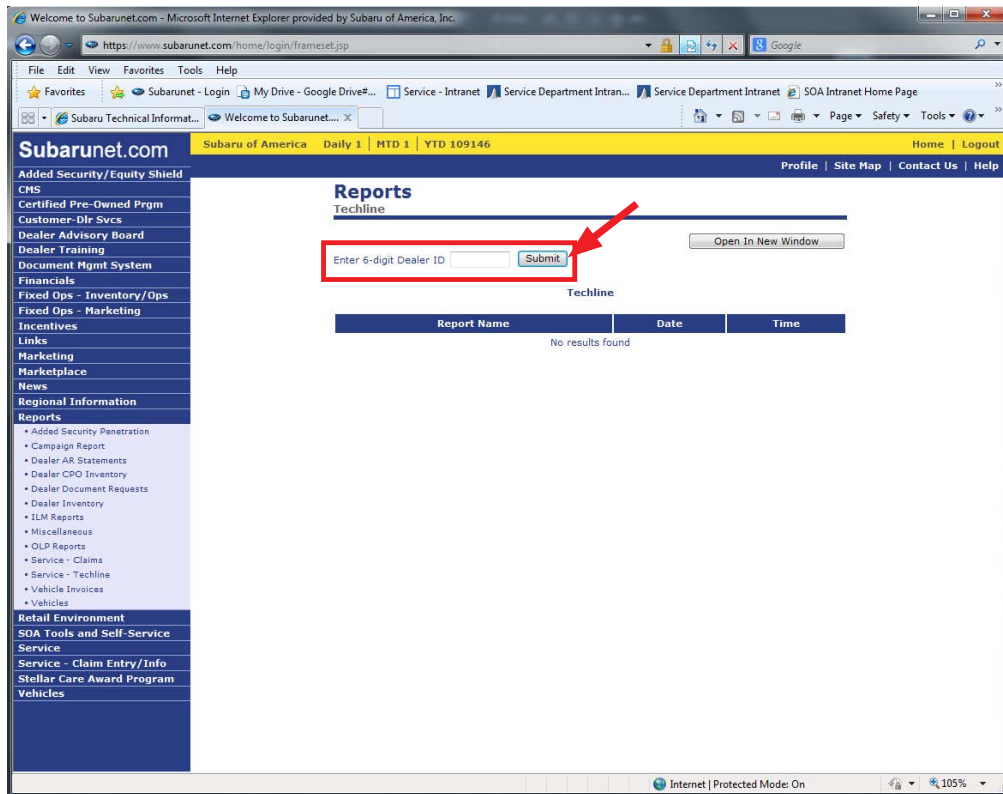 Welcome to Subarunet.com - Microsoft Internet Explorer provided by Subaru of America, Inc.
https://www.subarunet.com/home/login/frameset.jsp
Google
File Edit View Favorites Tools Help
Favorites Subarunet - Login My Drive - Google Drive#... Service - Intranet Service Department Intran... Service Department Intranet SOA Intranet Home Page
Subaru Technical Informat... Welcome to Subarunet.... X Page Safety Tools
Subarunet.com
Subaru of America Daily 1 | MTD 1 | YTD 109146 Home | Logout
Profile | Site Map | Contact Us | Help
Added Security/Equity Shield
CMS
Certified Pre-Owned Prgm
Customer-Dlr Svcs
Dealer Advisory Board
Dealer Training
Document Mgmt System
Financials
Fixed Ops - Inventory/Ops
Fixed Ops - Marketing
Incentives
Links
Marketing
Marketplace
News
Regional Information
Reports
• Added Security Penetration
• Campaign Report
• Dealer AR Statements
• Dealer CPO Inventory
• Dealer Document Requests
• Dealer Inventory
• ILM Reports
• Miscellaneous
• OLP Reports
• Service - Claims
• Service - Techline
• Vehicle Invoices
• Vehicles
Retail Environment
SOA Tools and Self-Service
Service
Service - Claim Entry/Info
Stellar Care Award Program
Vehicles
Reports
Techline
Open In New Window
Enter 6-digit Dealer ID Submit
Techline
Report Name Date Time
No results found
Internet | Protected Mode: On 105%